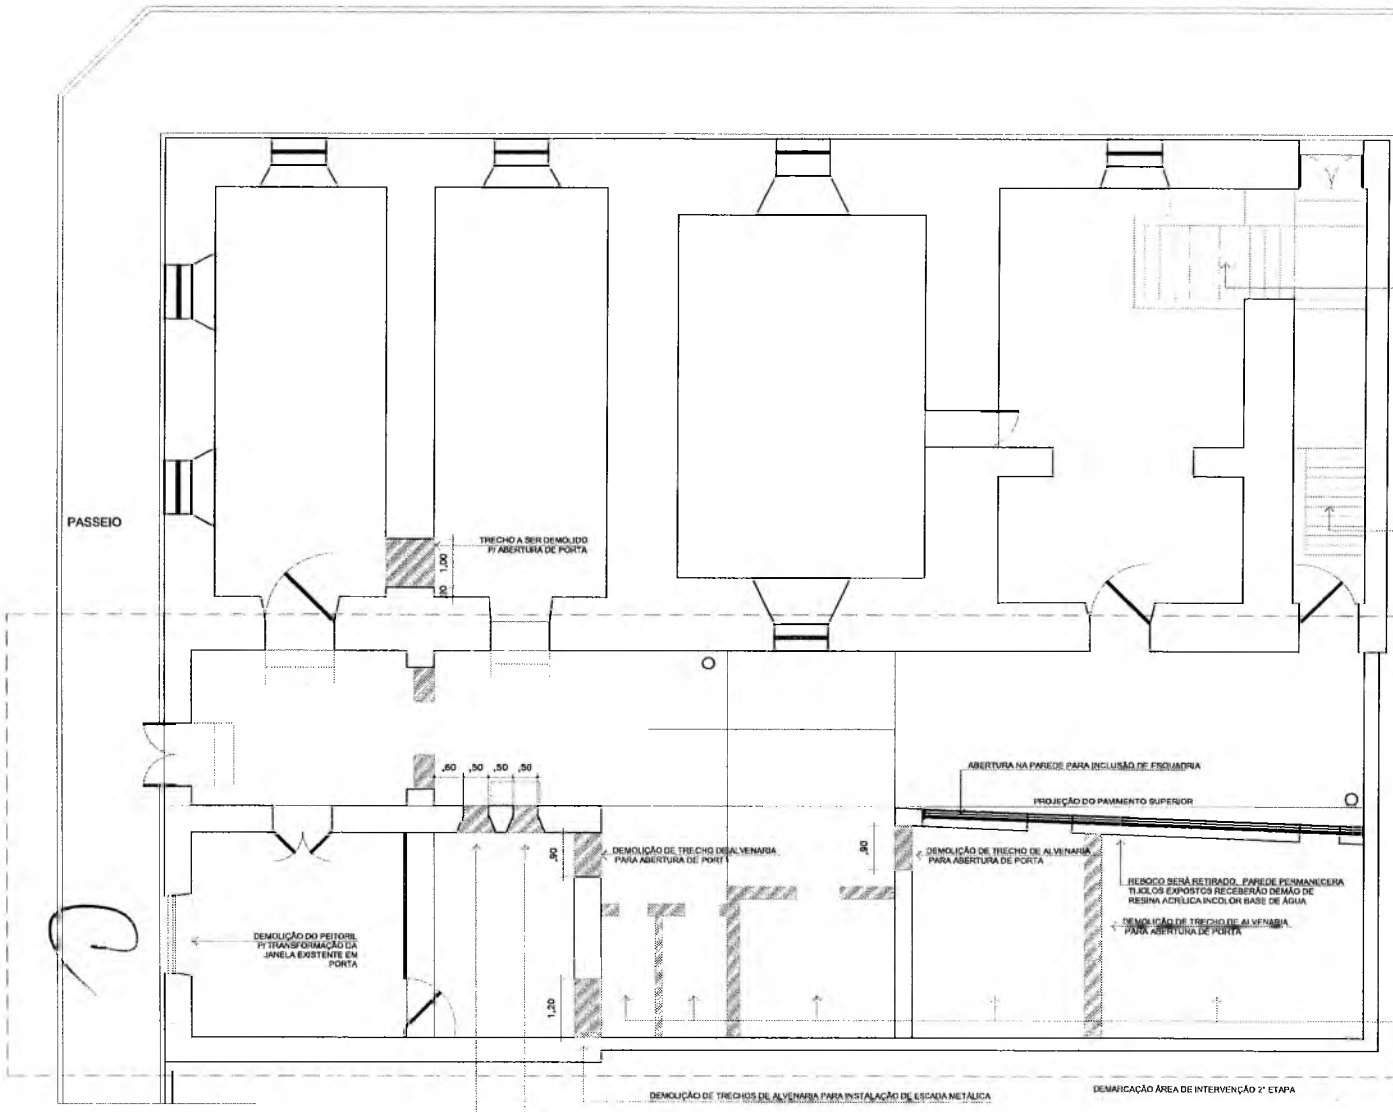 PASSEIO
TRECHO A SER DEMOLIDO
P/ ABERTURA DE PORTA
1,00
,20
,60 ,50 ,50 ,50
ABERTURA NA PAREDE PARA INCLUSÃO DE ESQUADRIA
PROJEÇÃO DO PAVIMENTO SUPERIOR
,90
DEMOLIÇÃO DE TRECHO DE ALVENARIA
PARA ABERTURA DE PORTA
,90
DEMOLIÇÃO DE TRECHO DE ALVENARIA
PARA ABERTURA DE PORTA
REBOCO SERÁ RETIRADO, PAREDE PERMANECERA
TIJOLOS EXPOSTOS RECEBERÃO DEMÃO DE
RESINA ACRÍLICA INCOLOR BASE DE ÁGUA
DEMOLIÇÃO DE TRECHO DE ALVENARIA
PARA ABERTURA DE PORTA
DEMOLIÇÃO DO PEITORIL
P/ TRANSFORMAÇÃO DA
JANELA EXISTENTE EM
PORTA
1,20
DEMOLIÇÃO DE TRECHOS DE ALVENARIA PARA INSTALAÇÃO DE ESCADA METÁLICA
DEMARCAÇÃO ÁREA DE INTERVENÇÃO 2ª ETAPA